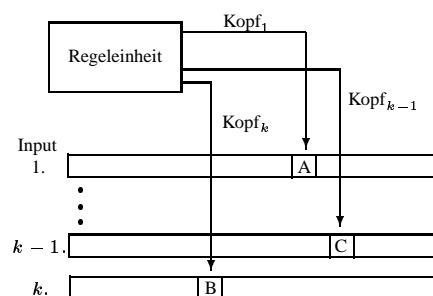 Kopf₁
Regeleinheit
Kopfₖ₋₁
Kopfₖ
Input
1.
A
k − 1.
C
k.
B